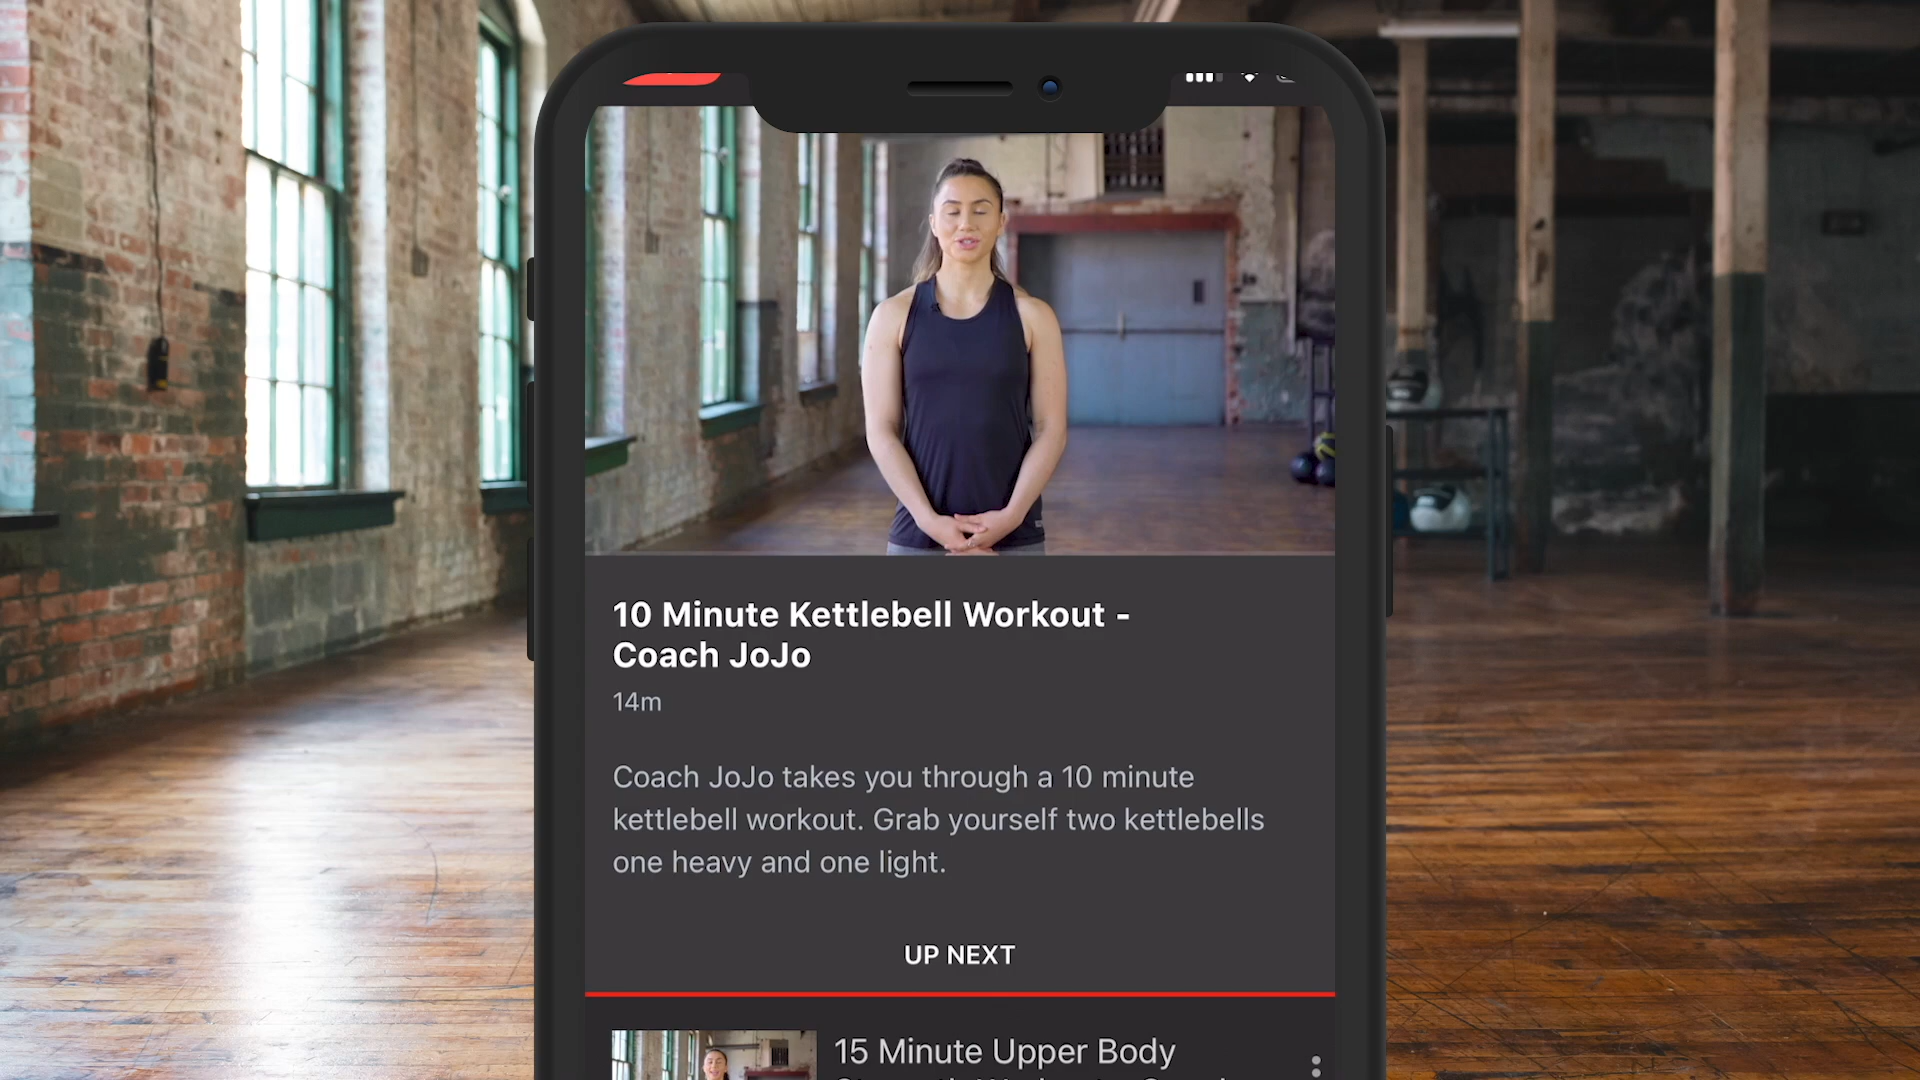 10 Minute Kettlebell Workout -
Coach JoJo
14m
Coach JoJo takes you through a 10 minute
kettlebell workout. Grab yourself two kettlebells
one heavy and one light.
UP NEXT
15 Minute Upper Body